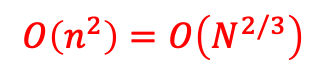 O(n²) = O(N^{2/3})